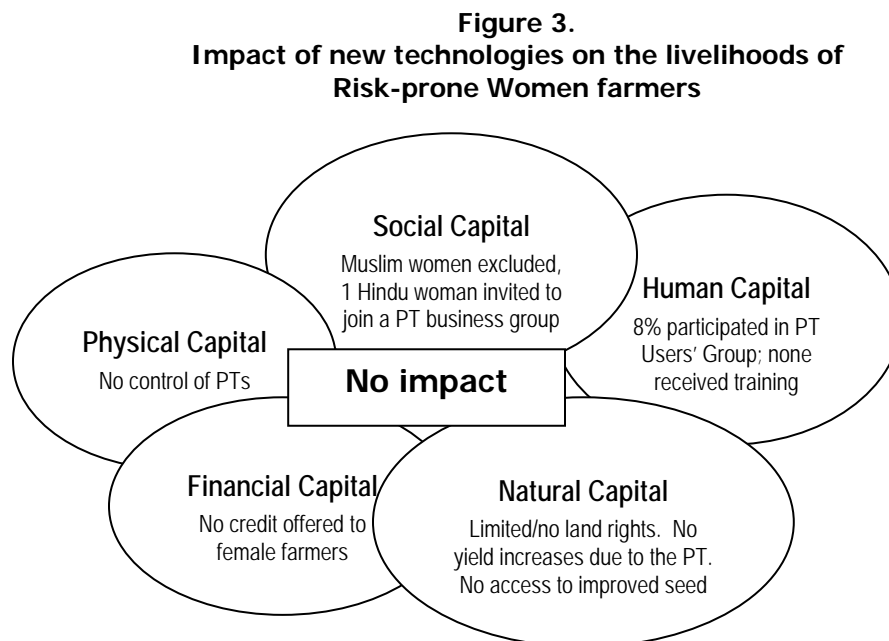 Figure 3.
Impact of new technologies on the livelihoods of
Risk-prone Women farmers
Social Capital
Muslim women excluded,
1 Hindu woman invited to
join a PT business group
Human Capital
8% participated in PT
Users' Group; none
received training
Physical Capital
No control of PTs
No impact
Financial Capital
No credit offered to
female farmers
Natural Capital
Limited/no land rights. No
yield increases due to the PT.
No access to improved seed